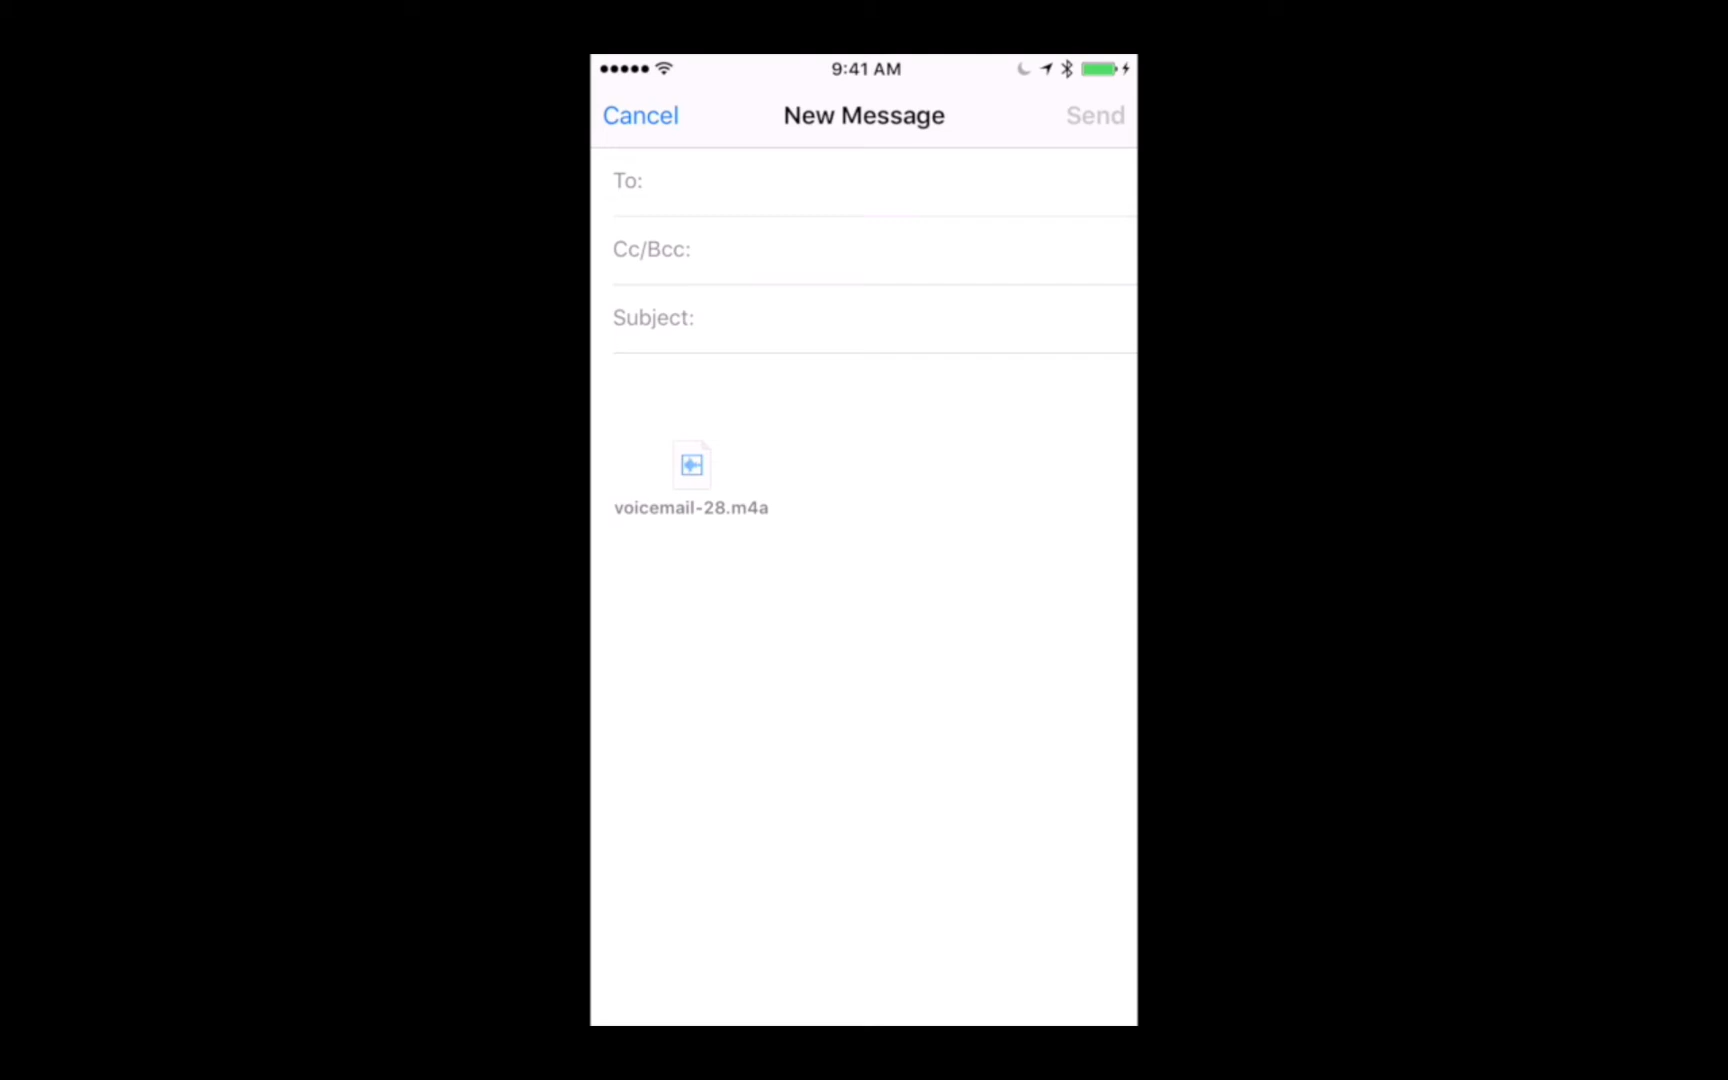 9:41 AM
Cancel New Message Send
To:
Cc/Bcc:
Subject:
voicemail-28.m4a